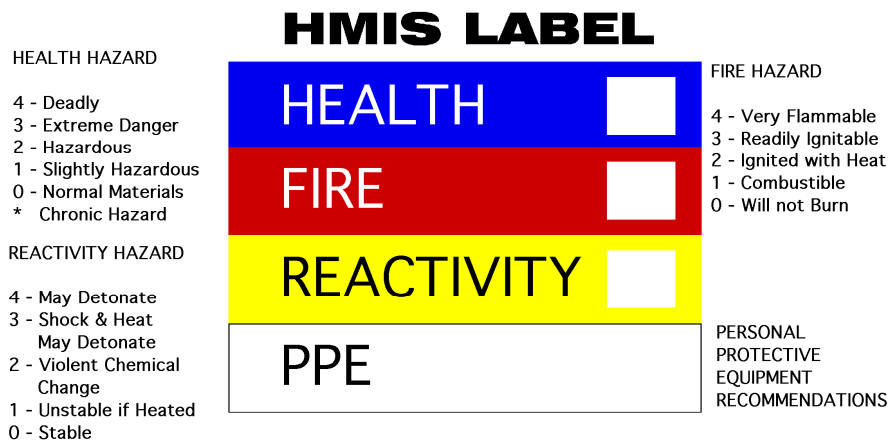 HMIS LABEL
HEALTH HAZARD
4 - Deadly
3 - Extreme Danger
2 - Hazardous
1 - Slightly Hazardous
0 - Normal Materials
* Chronic Hazard
REACTIVITY HAZARD
4 - May Detonate
3 - Shock & Heat
May Detonate
2 - Violent Chemical
Change
1 - Unstable if Heated
0 - Stable
HEALTH
FIRE
REACTIVITY
PPE
FIRE HAZARD
4 - Very Flammable
3 - Readily Ignitable
2 - Ignited with Heat
1 - Combustible
0 - Will not Burn
PERSONAL
PROTECTIVE
EQUIPMENT
RECOMMENDATIONS